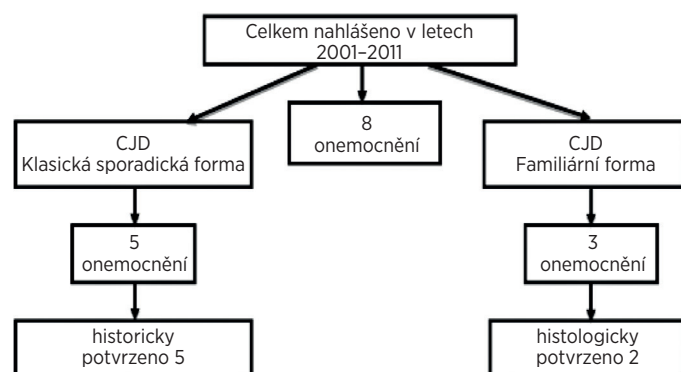 Celkem nahlášeno v letech
2001–2011
8
onemocnění
CJD
Klasická sporadická forma
CJD
Familiární forma
5
onemocnění
3
onemocnění
historicky
potvrzeno 5
histologicky
potvrzeno 2